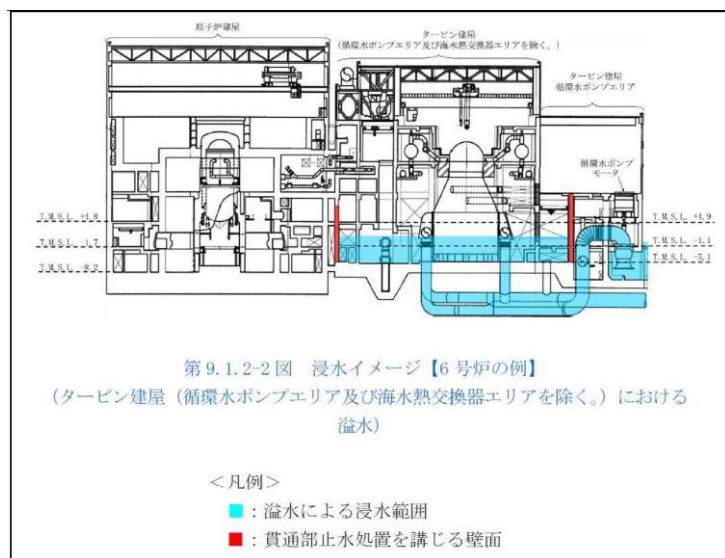 原子炉建屋
タービン建屋
(循環水ポンプエリア及び海水熱交換器エリアを除く。)
タービン建屋
循環水ポンプエリア
循環水ポンプ
モータ
T.M.S.L. +4.8
T.M.S.L. -1.7
T.M.S.L. -8.2
T.M.S.L. +4.9
T.M.S.L. -1.1
T.M.S.L. -5.1
第 9.1.2-2 図 浸水イメージ【6 号炉の例】
(タービン建屋(循環水ポンプエリア及び海水熱交換器エリアを除く。)における
溢水)
<凡例>
■:溢水による浸水範囲
■:貫通部止水処置を講じる壁面